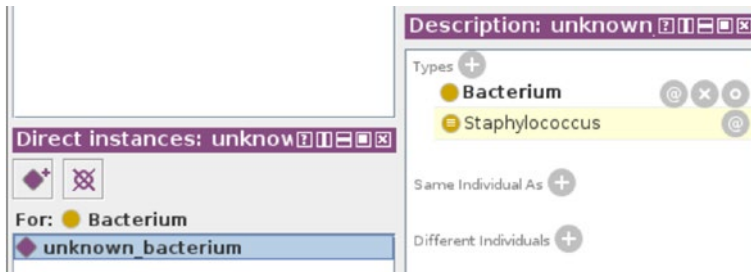 Direct instances: unknow
For: Bacterium
unknown_bacterium
Description: unknown
Types
Bacterium
Staphylococcus
Same Individual As
Different Individuals